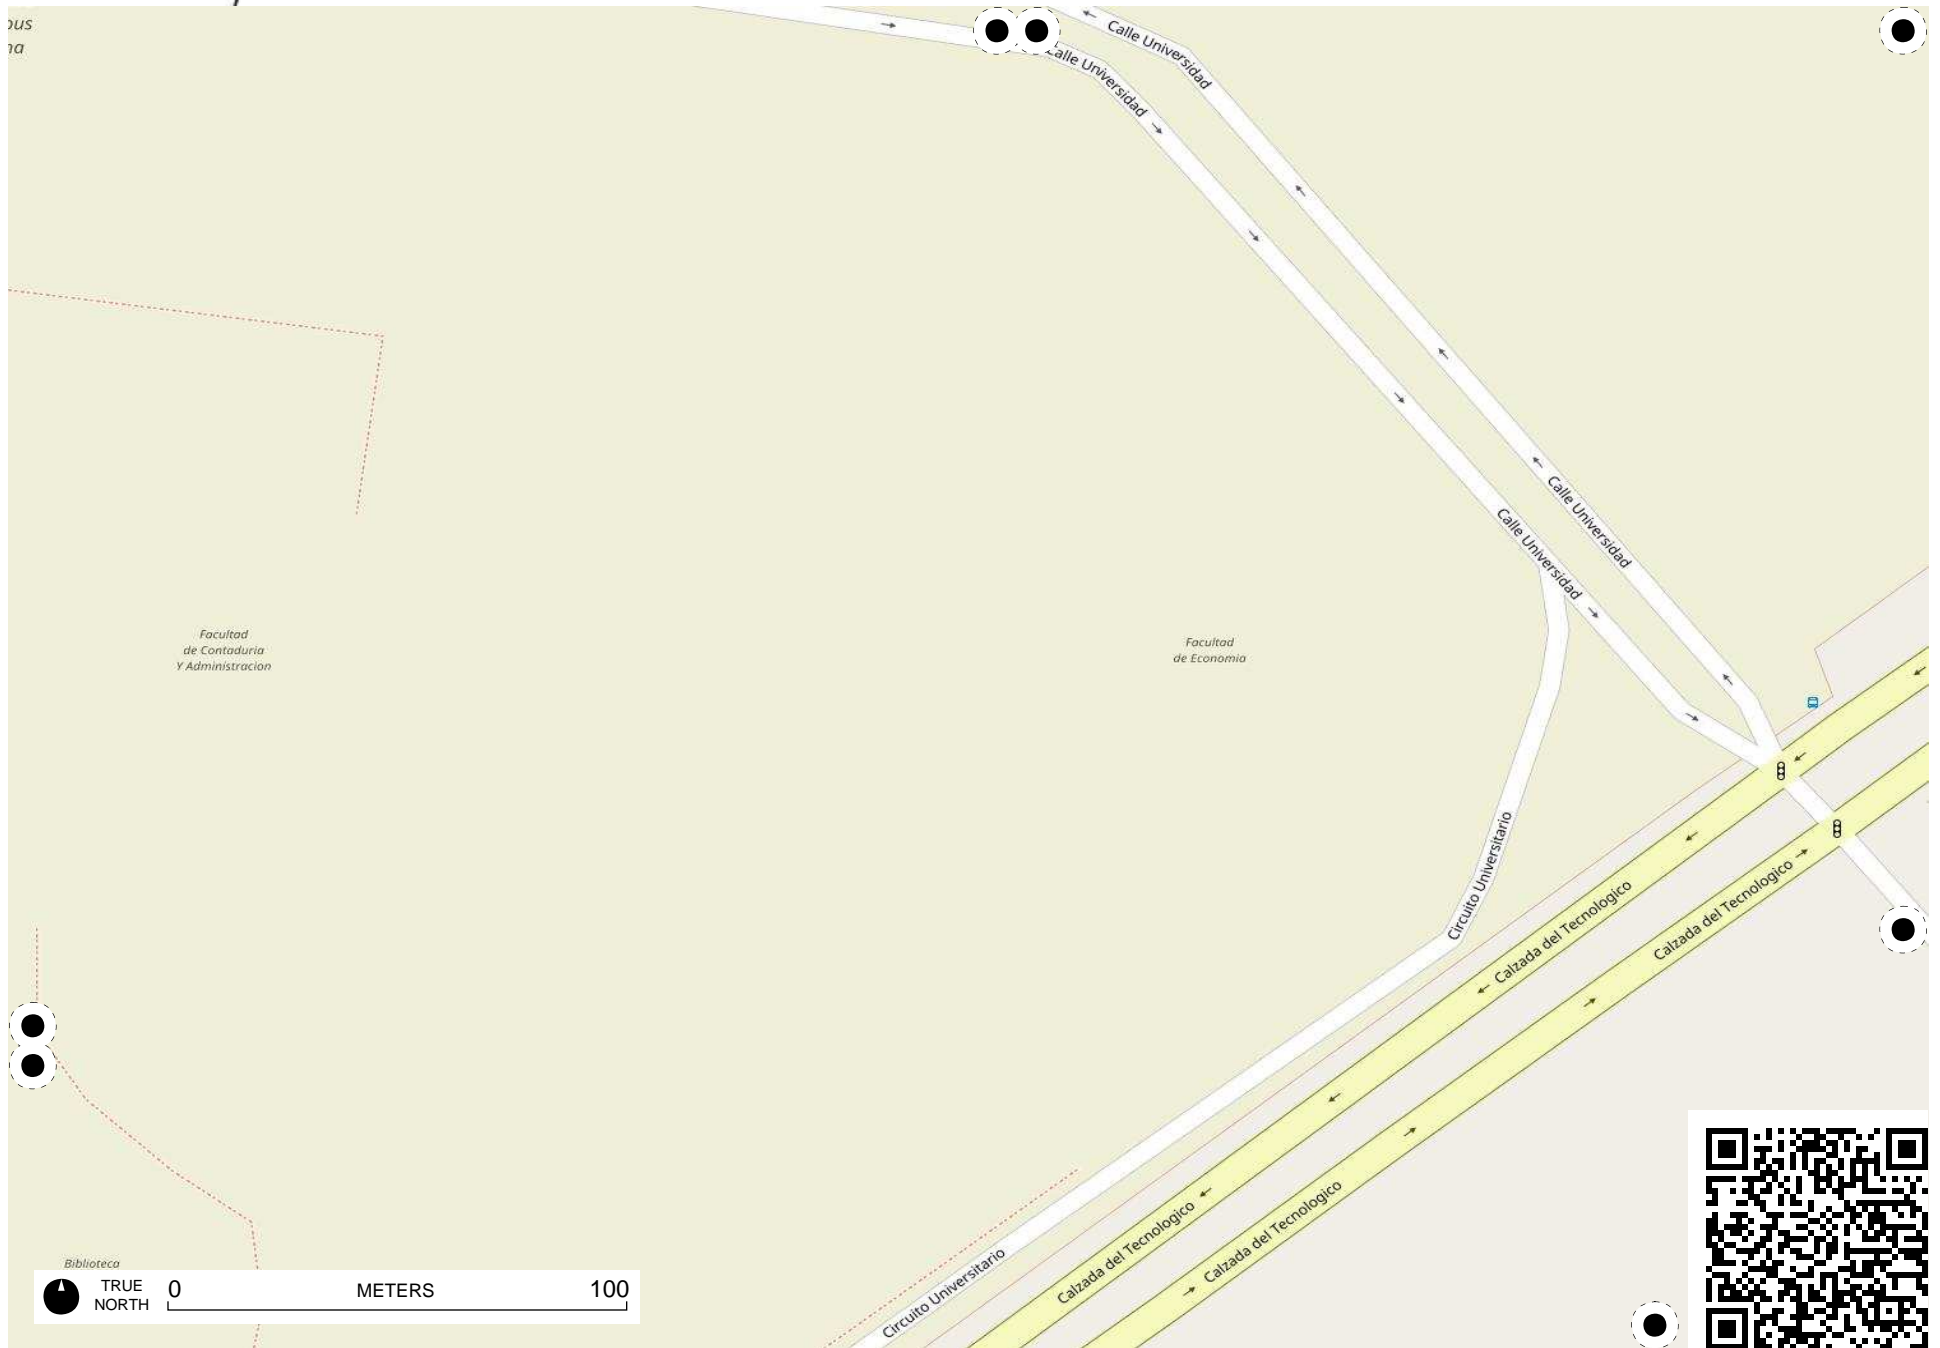 ous
na
Calle Universidad
Calle Universidad
Calle Universidad
Calle Universidad
Facultad
de Contaduria
Y Administracion
Facultad
de Economia
Circuito Universitario
Calzada del Tecnologico
Calzada del Tecnologico
Calzada del Tecnologico
Calzada del Tecnologico
Circuito Universitario
Biblioteca
TRUE
NORTH
0 METERS 100